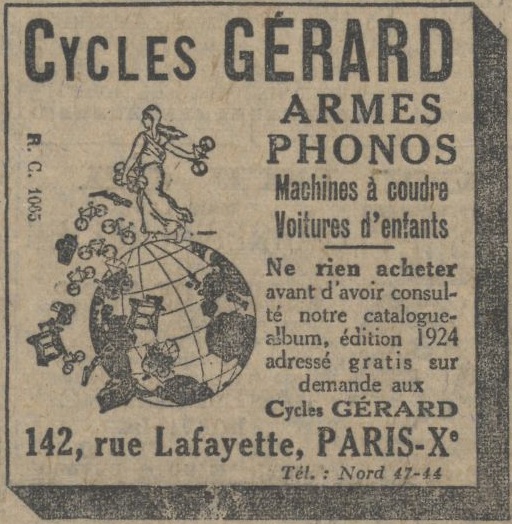 CYCLES GÉRARD
ARMES
PHONOS
Machines à coudre
Voitures d'enfants
R. C. 1065
Ne rien acheter
avant d'avoir consul-
té notre catalogue-
album, édition 1924
adressé gratis sur
demande aux
Cycles GÉRARD
142, rue Lafayette, PARIS-Xe
Tél. : Nord 47-44